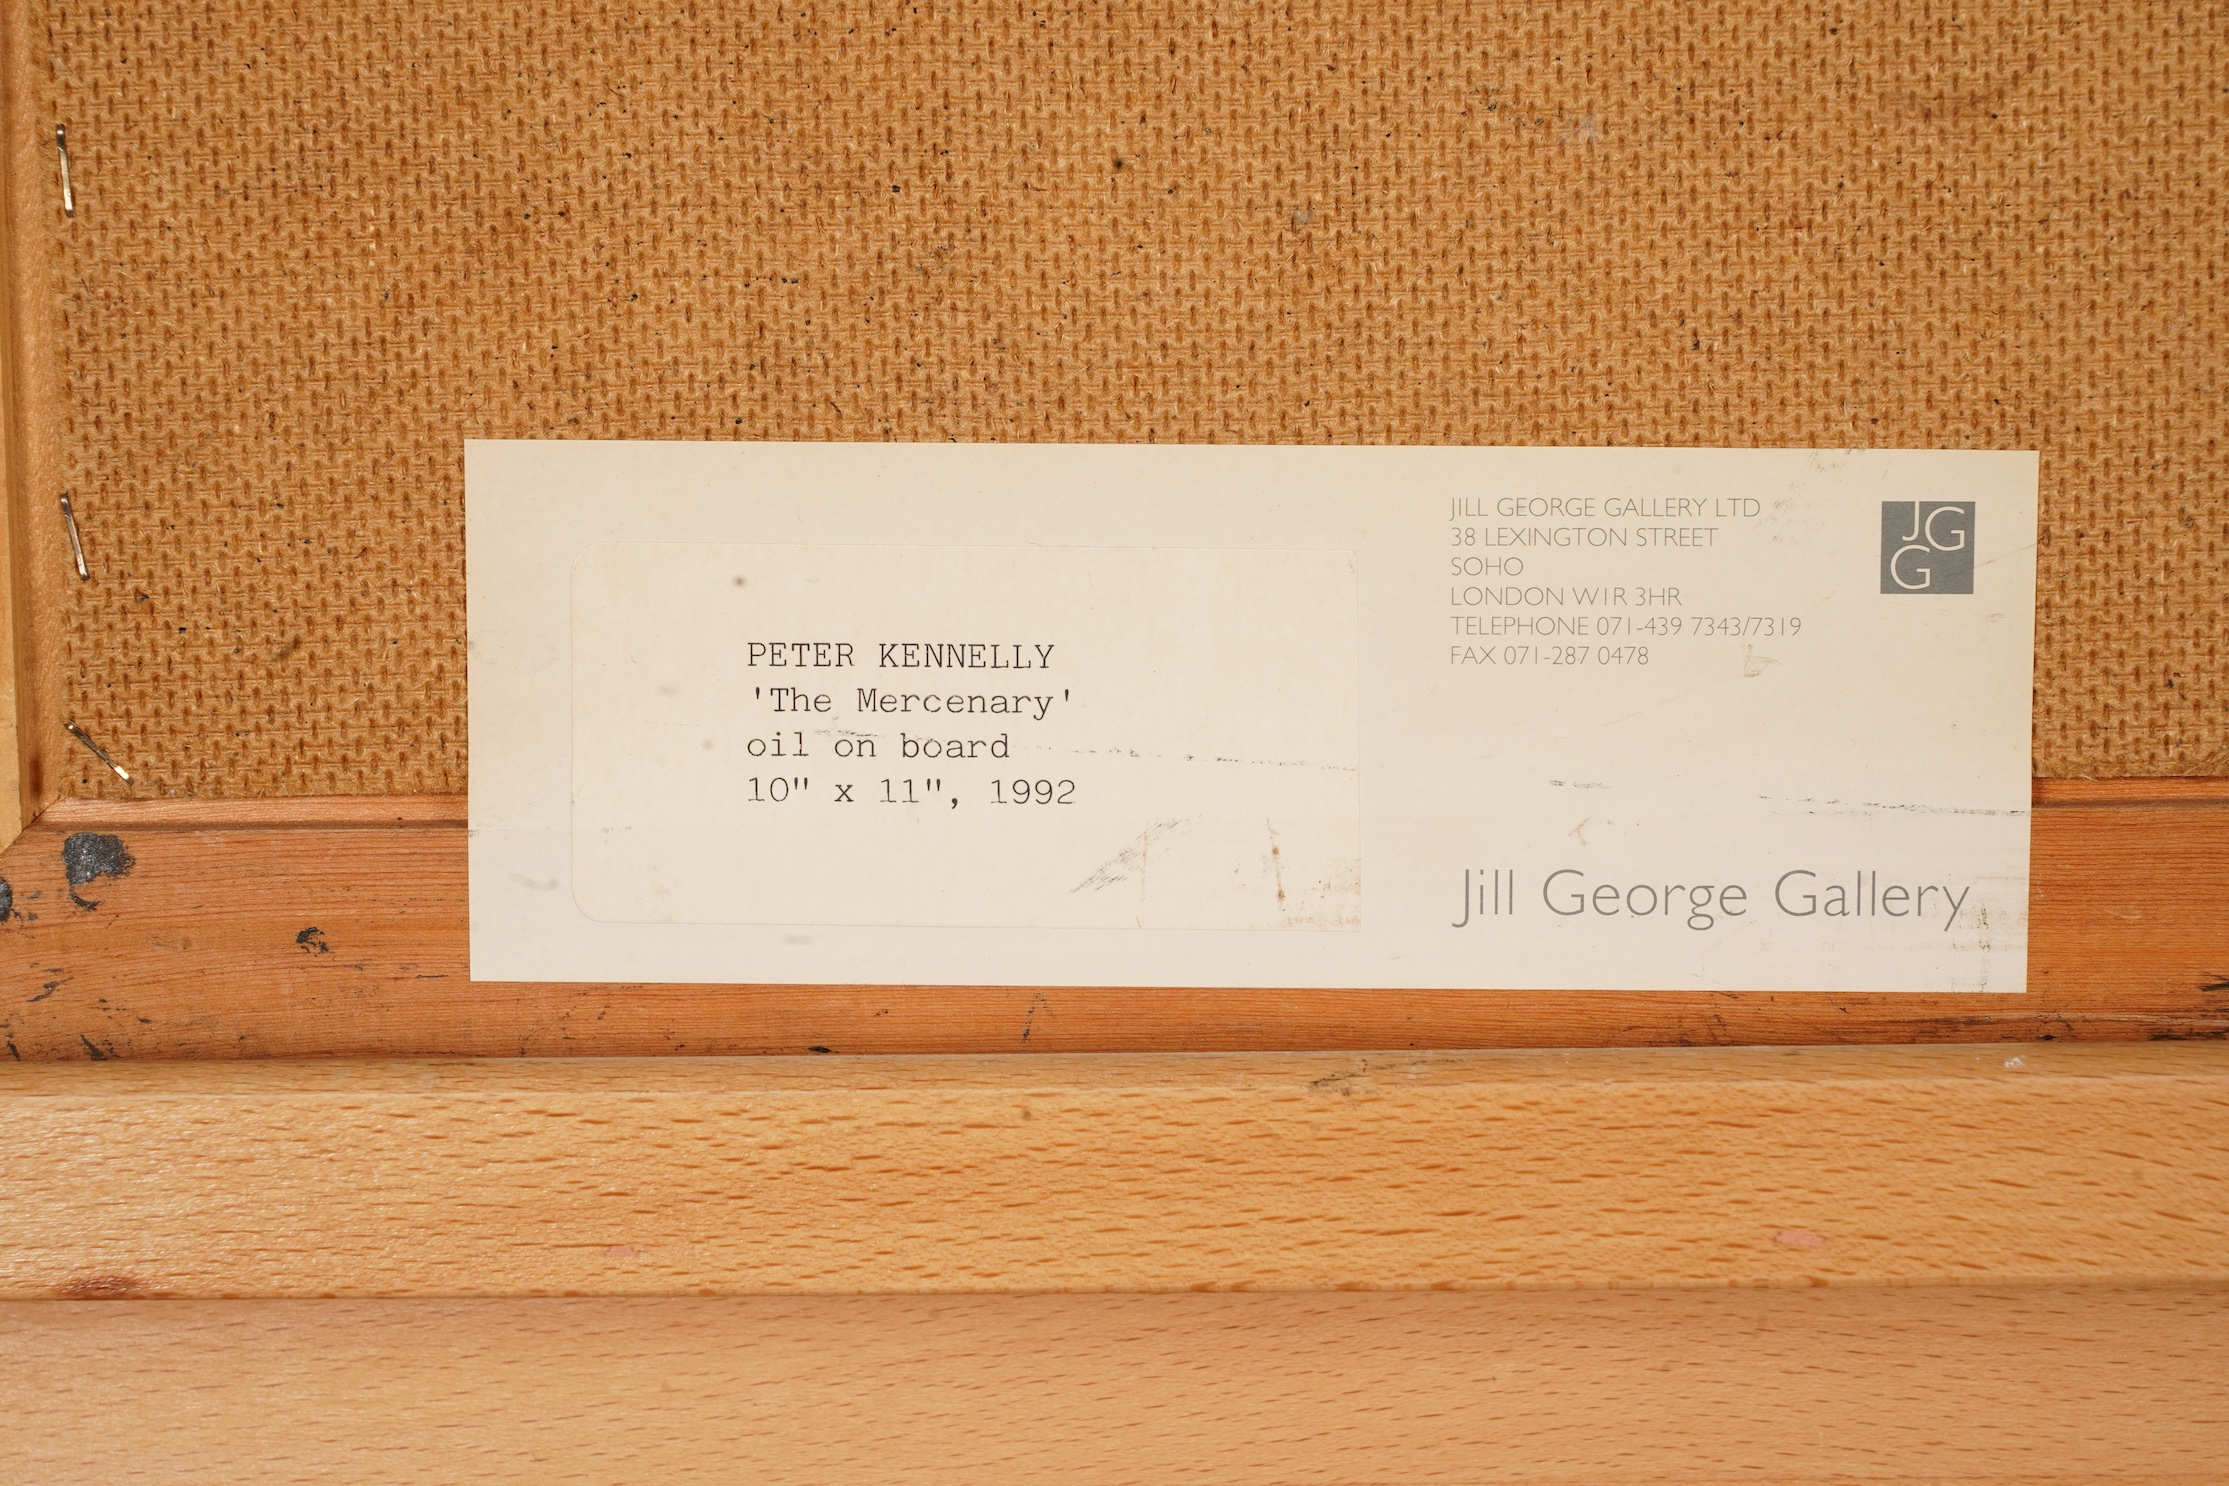 PETER KENNELLY
'The Mercenary'
oil on board
10" x 11", 1992
JILL GEORGE GALLERY LTD
38 LEXINGTON STREET
SOHO
LONDON W1R 3HR
TELEPHONE 071-439 7343/7319
FAX 071-287 0478
JG
G
Jill George Gallery